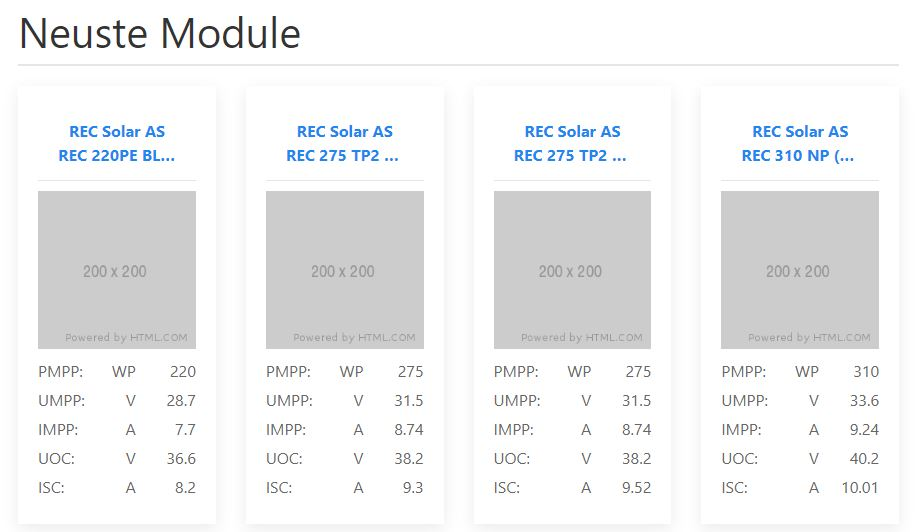 Neuste Module
REC Solar AS
REC 220PE BL...
200 x 200
Powered by HTML.COM
PMPP: WP 220
UMPP: V 28.7
IMPP: A 7.7
UOC: V 36.6
ISC: A 8.2
REC Solar AS
REC 275 TP2 ...
200 x 200
Powered by HTML.COM
PMPP: WP 275
UMPP: V 31.5
IMPP: A 8.74
UOC: V 38.2
ISC: A 9.3
REC Solar AS
REC 275 TP2 ...
200 x 200
Powered by HTML.COM
PMPP: WP 275
UMPP: V 31.5
IMPP: A 8.74
UOC: V 38.2
ISC: A 9.52
REC Solar AS
REC 310 NP (...
200 x 200
Powered by HTML.COM
PMPP: WP 310
UMPP: V 33.6
IMPP: A 9.24
UOC: V 40.2
ISC: A 10.01